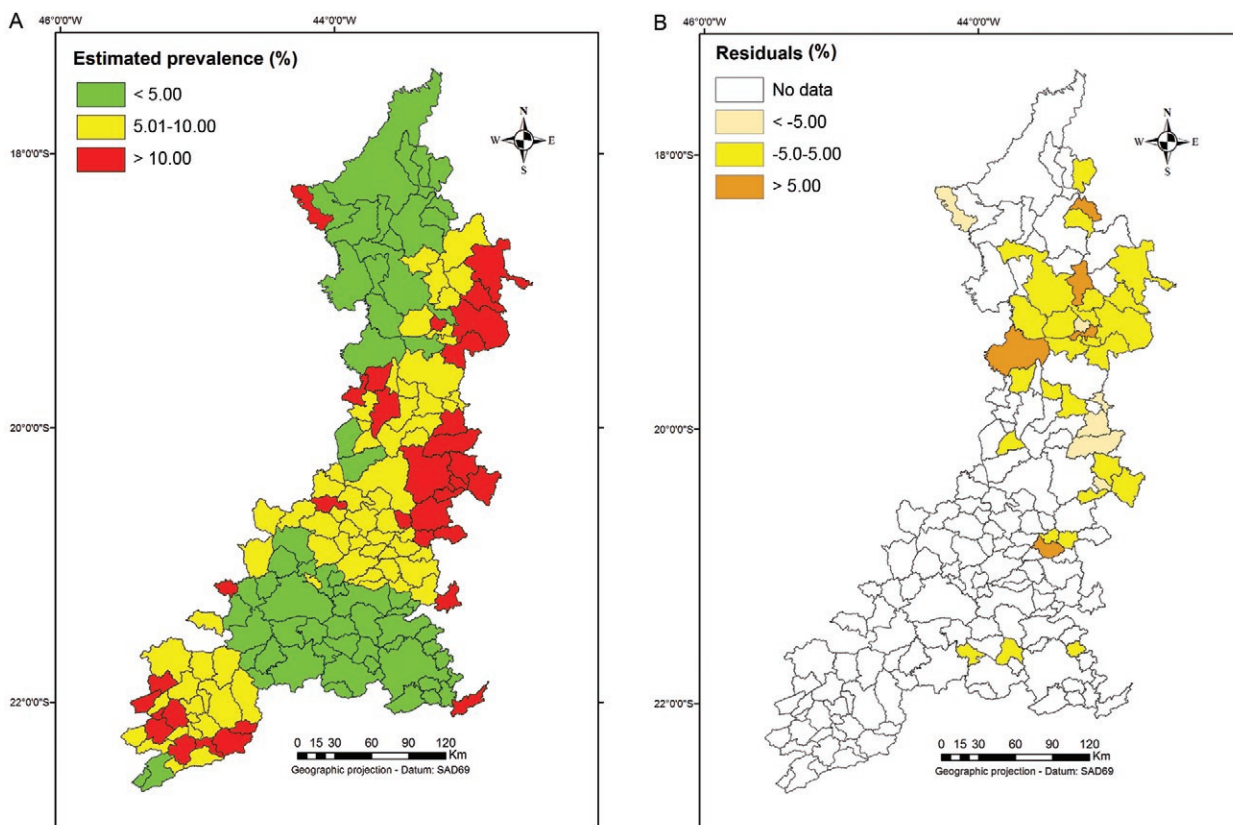 A
46°0'0"W
44°0'0"W
Estimated prevalence (%)
< 5.00
5.01-10.00
> 10.00
N
W
E
S
18°0'0"S
20°0'0"S
22°0'0"S
0 15 30 60 90 120
Km
Geographic projection - Datum: SAD69
B
46°0'0"W
44°0'0"W
Residuals (%)
No data
< -5.00
-5.0-5.00
> 5.00
N
W
E
S
18°0'0"S
20°0'0"S
22°0'0"S
0 15 30 60 90 120
Km
Geographic projection - Datum: SAD69